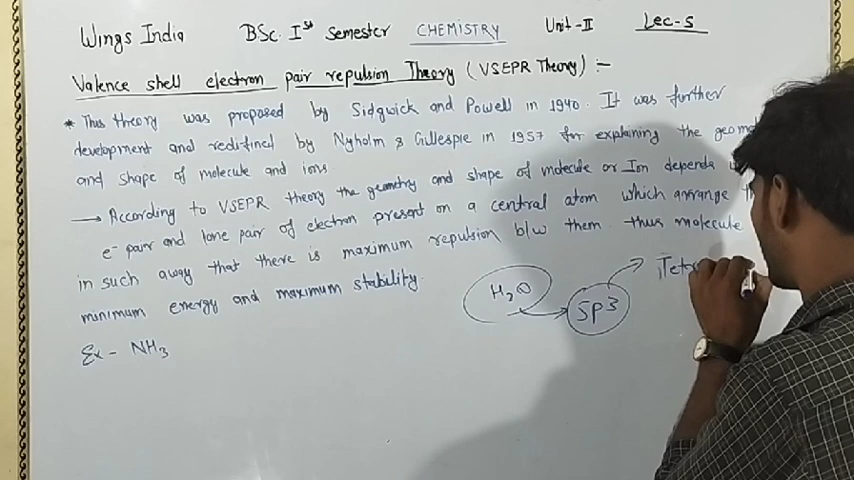 Wings India BSc. Ist Semester CHEMISTRY Unit-II Lec-5
Valence shell electron pair repulsion Theory (VSEPR Theory) :-
* This theory was proposed by Sidgwick and Powell in 1940. It was further
development and redifined by Nyholm & Gillespie in 1957 for explaining the geomet
and shape of molecule and ions
→ According to VSEPR theory the geometry and shape of molecule or Ion depends
e⁻ pair and lone pair of electron present on a central atom which arrange
in such away that there is maximum repulsion b/w them. thus molecule
minimum energy and maximum stability.
H2O → SP3 → Tetr
Ex - NH3